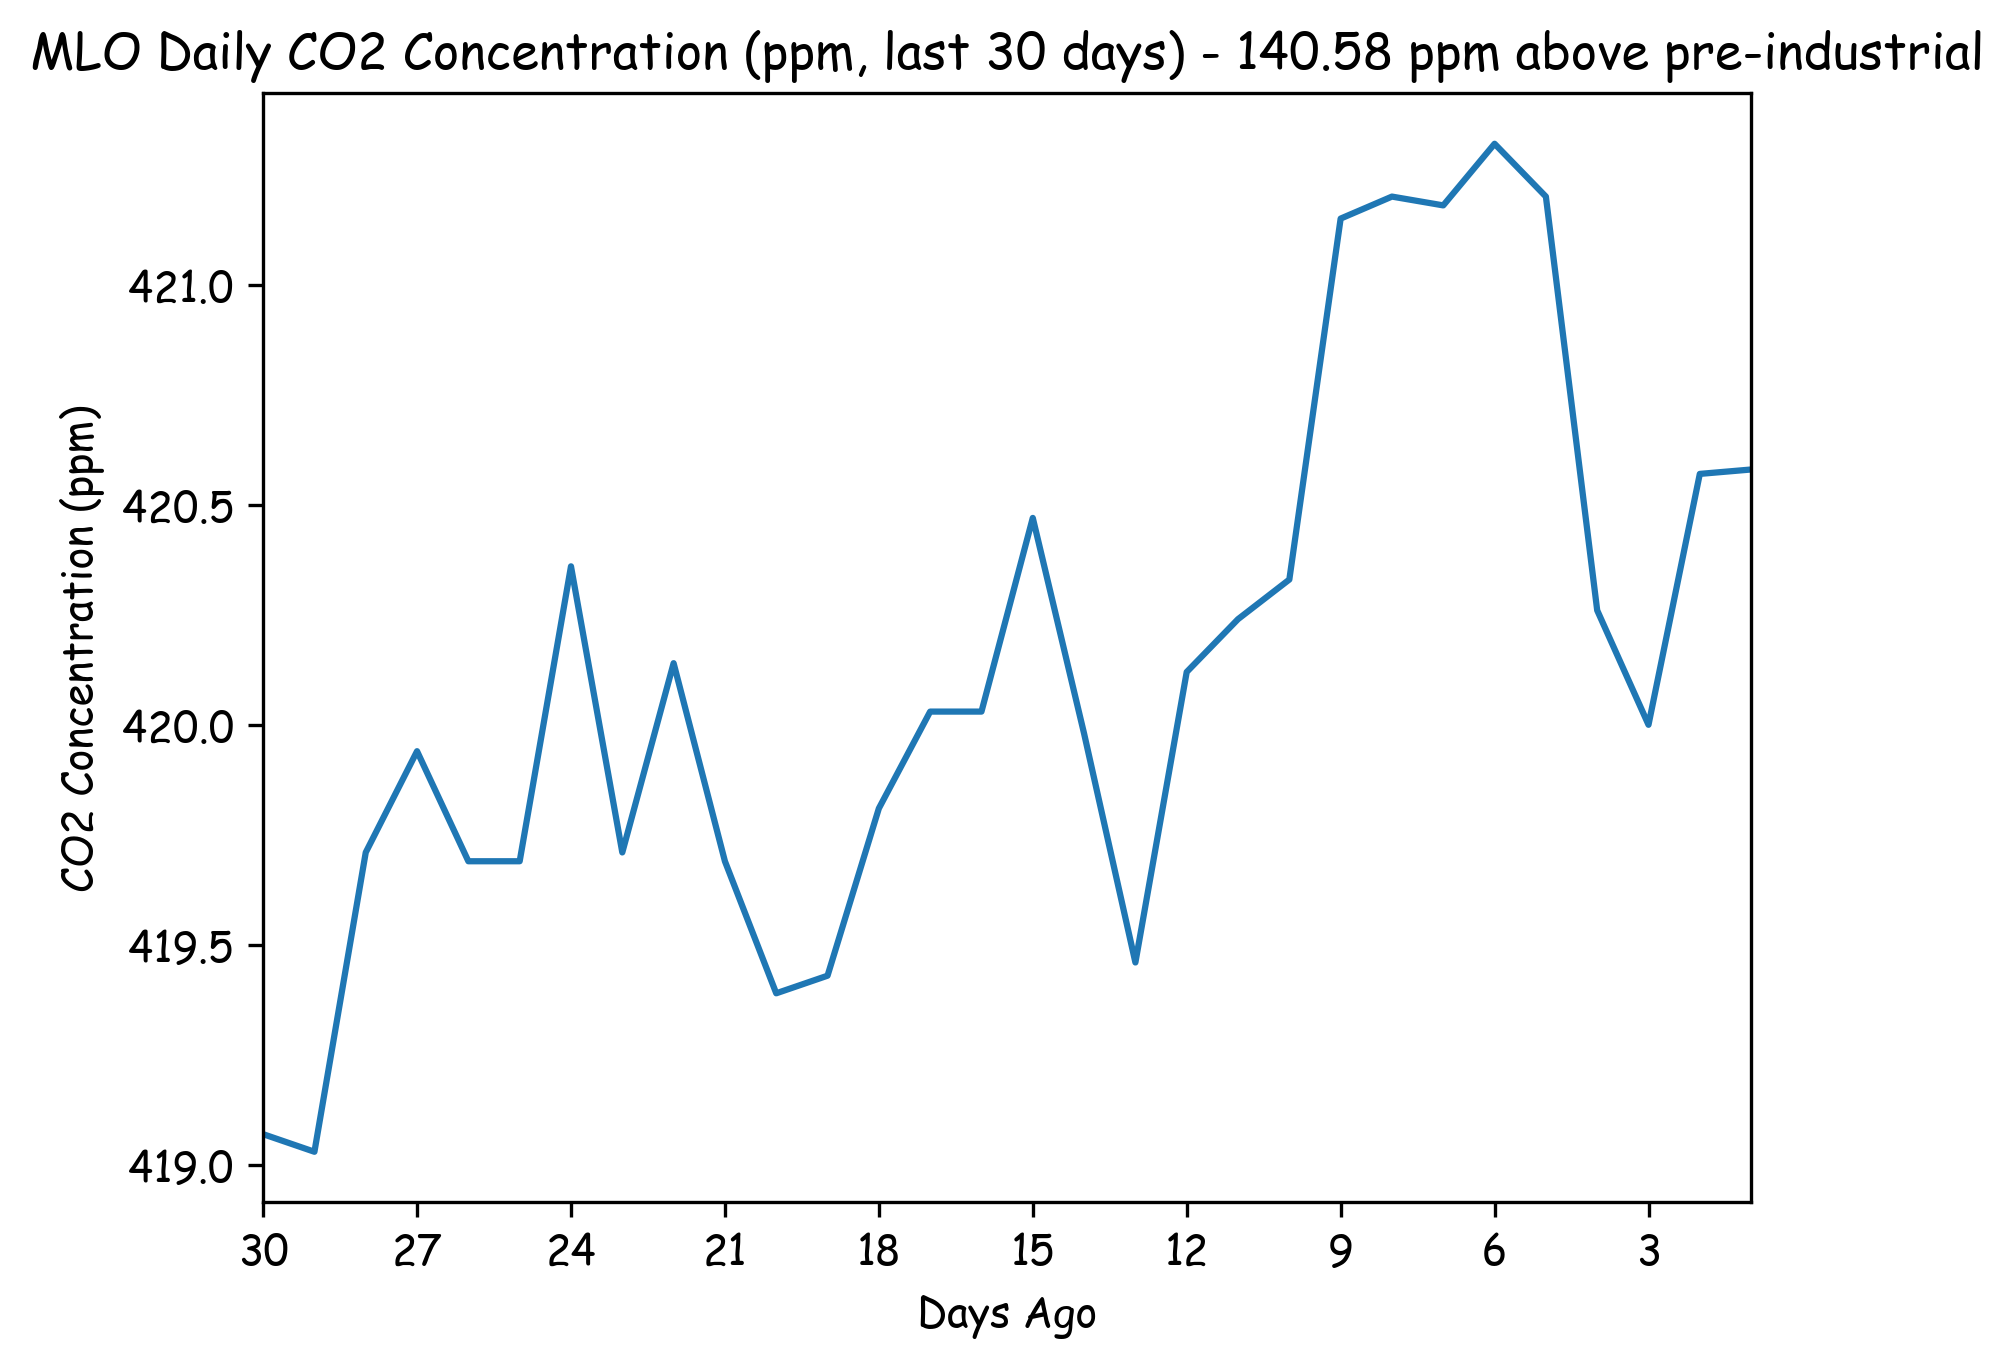 MLO Daily CO2 Concentration (ppm, last 30 days) - 140.58 ppm above pre-industrial
CO2 Concentration (ppm)
421.0
420.5
420.0
419.5
419.0
30 27 24 21 18 15 12 9 6 3
Days Ago